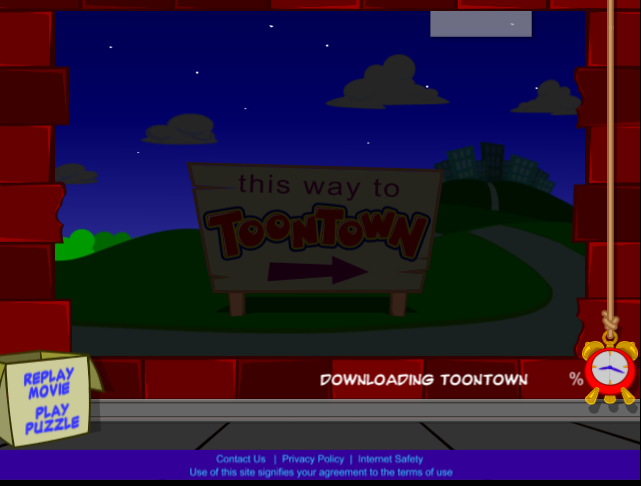 this way to
TOONTOWN
DOWNLOADING TOONTOWN %
REPLAY
MOVIE
PLAY
PUZZLE
Contact Us | Privacy Policy | Internet Safety
Use of this site signifies your agreement to the terms of use